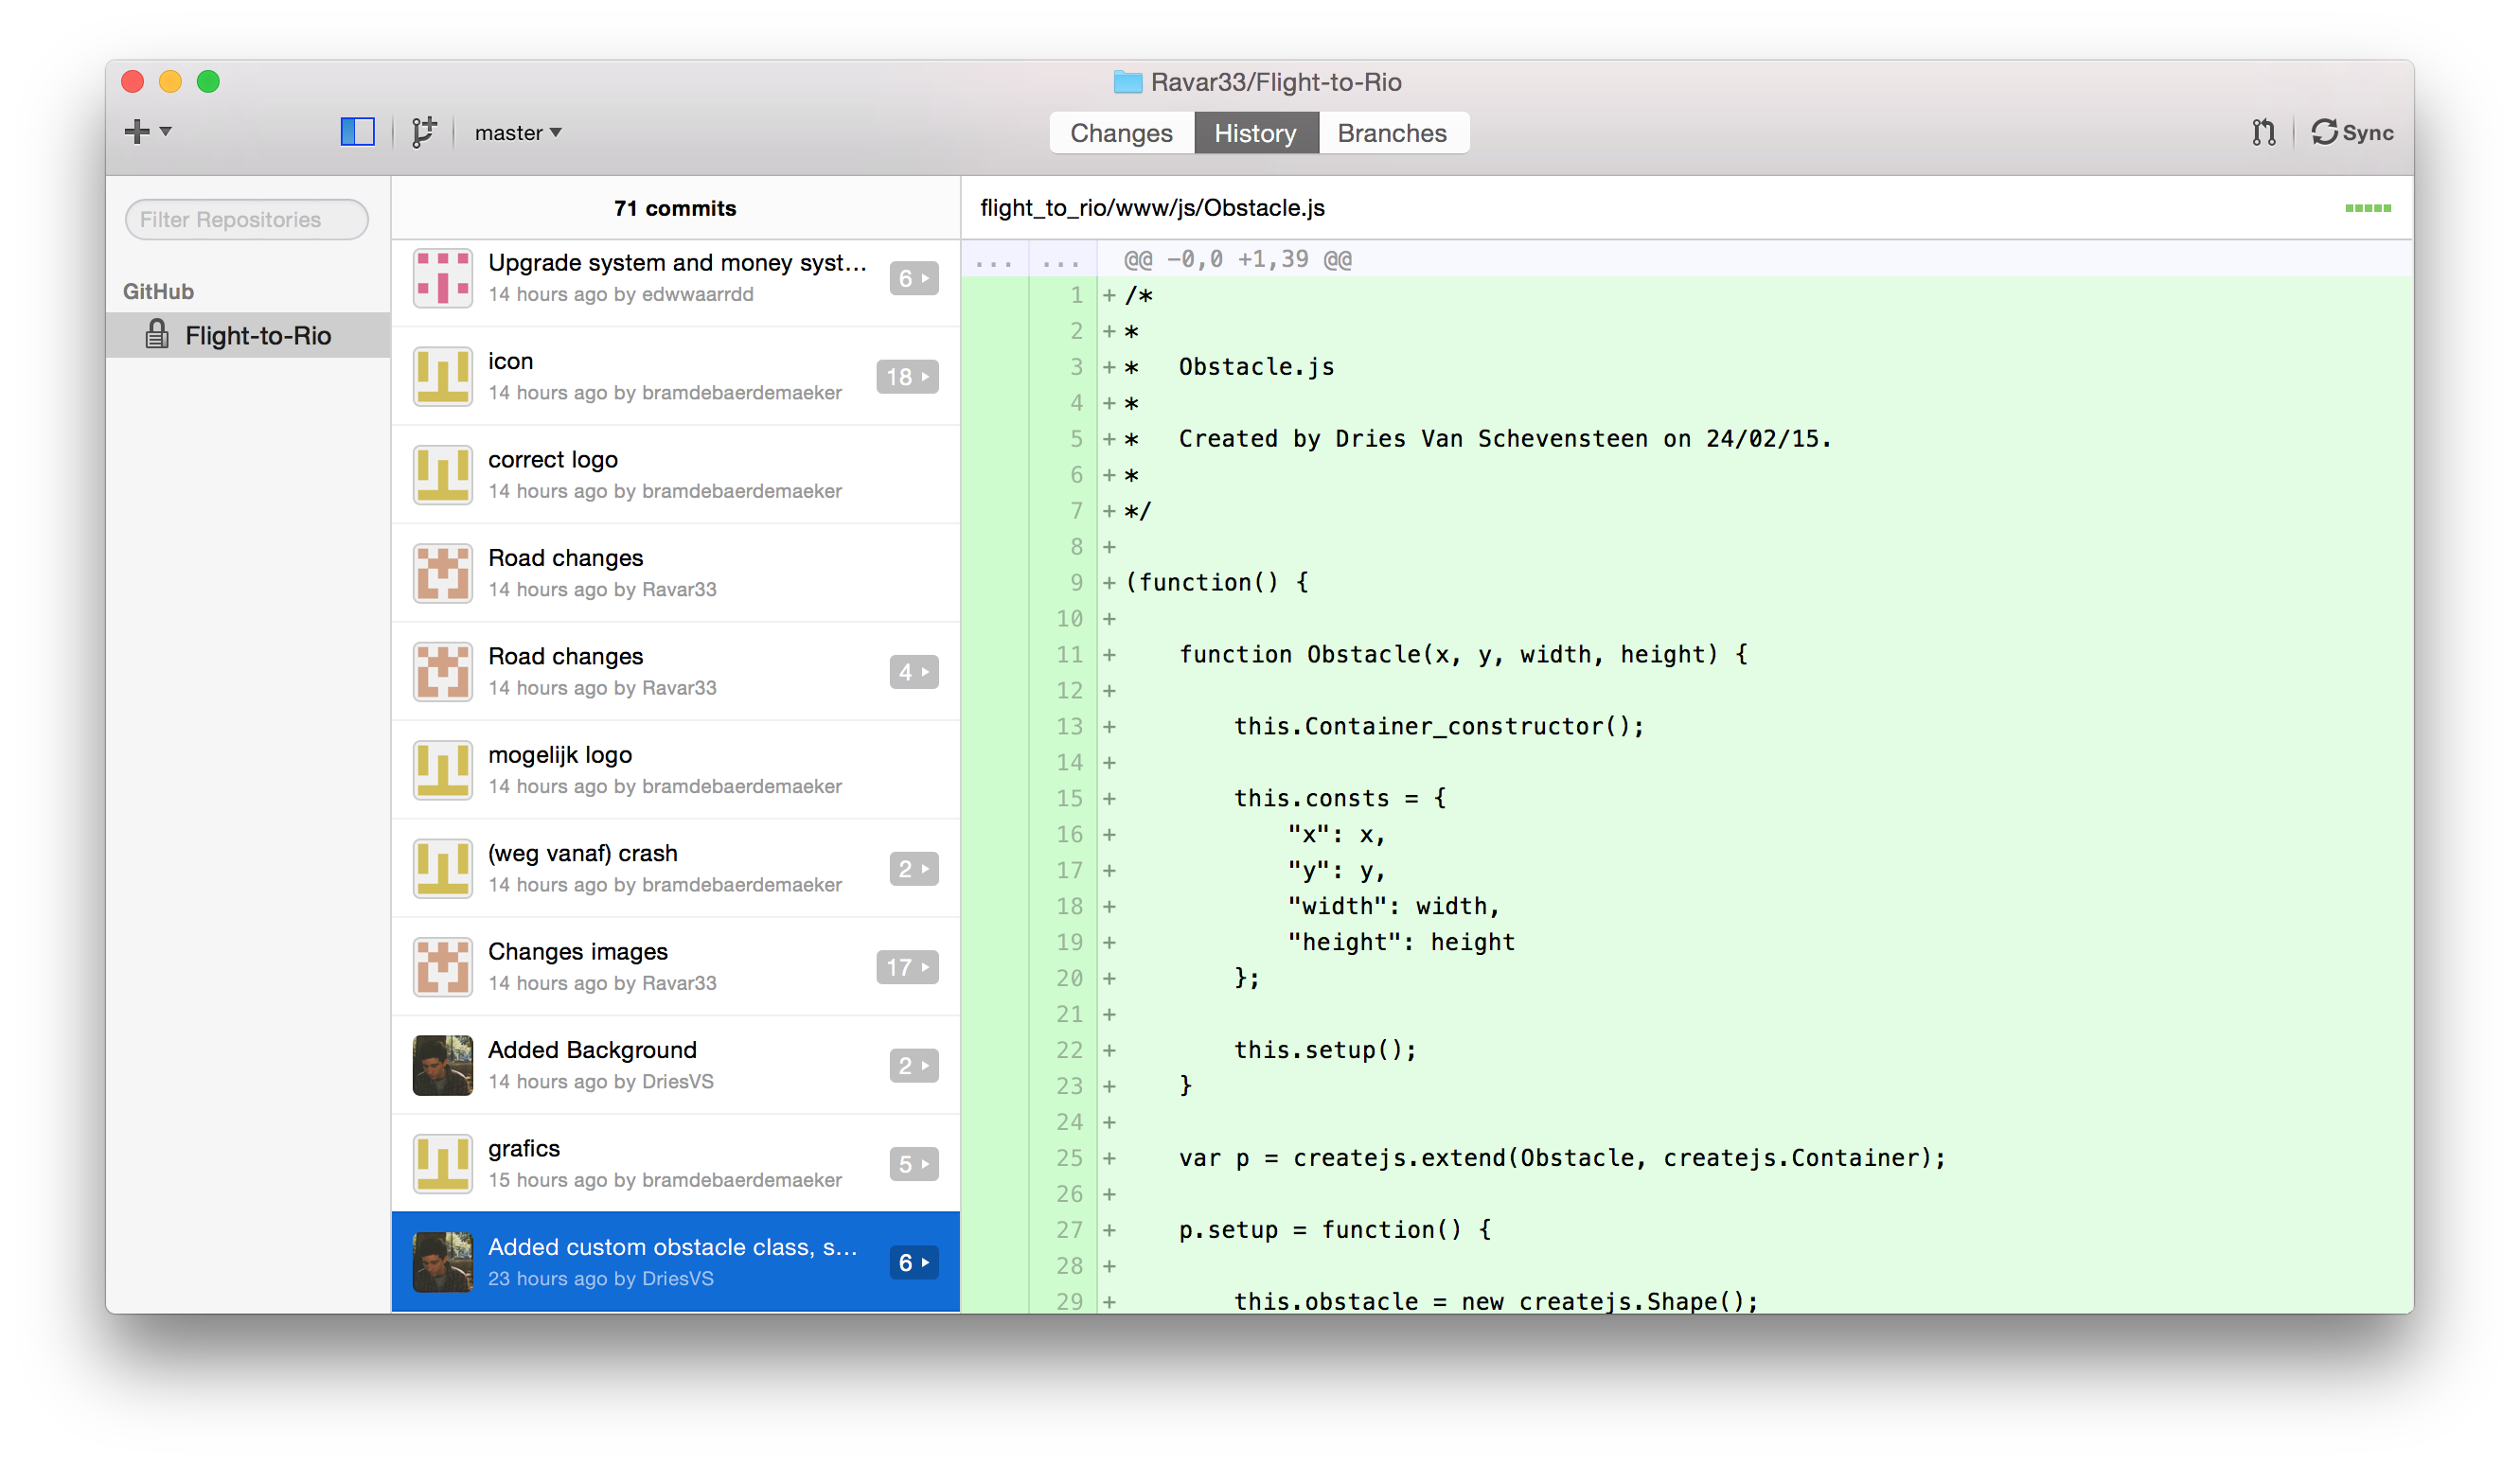 Ravar33/Flight-to-Rio
master
Changes History Branches
Sync
Filter Repositories
GitHub
Flight-to-Rio
71 commits
Upgrade system and money syst...
14 hours ago by edwwaarrdd
6
icon
14 hours ago by bramdebaerdemaeker
18
correct logo
14 hours ago by bramdebaerdemaeker
Road changes
14 hours ago by Ravar33
Road changes
14 hours ago by Ravar33
4
mogelijk logo
14 hours ago by bramdebaerdemaeker
(weg vanaf) crash
14 hours ago by bramdebaerdemaeker
2
Changes images
14 hours ago by Ravar33
17
Added Background
14 hours ago by DriesVS
2
grafics
15 hours ago by bramdebaerdemaeker
5
Added custom obstacle class, s...
23 hours ago by DriesVS
6
flight_to_rio/www/js/Obstacle.js
... ... @@ -0,0 +1,39 @@
1 + /*
2 + *
3 + *   Obstacle.js
4 + *
5 + *   Created by Dries Van Schevensteen on 24/02/15.
6 + *
7 + */
8 +
9 + (function() {
10 +
11 +     function Obstacle(x, y, width, height) {
12 +
13 +         this.Container_constructor();
14 +
15 +         this.consts = {
16 +             "x": x,
17 +             "y": y,
18 +             "width": width,
19 +             "height": height
20 +         };
21 +
22 +         this.setup();
23 +     }
24 +
25 +     var p = createjs.extend(Obstacle, createjs.Container);
26 +
27 +     p.setup = function() {
28 +
29 +         this.obstacle = new createjs.Shape();